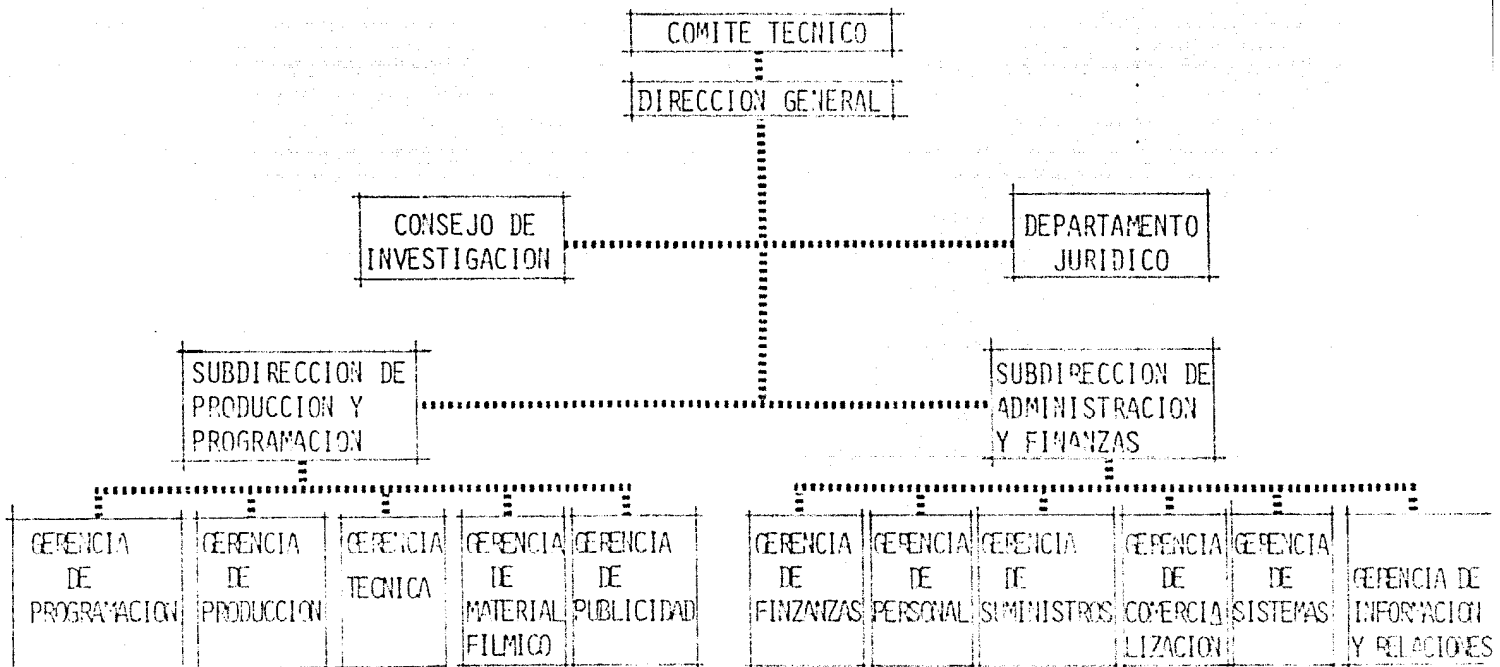 COMITE TECNICO
DIRECCION GENERAL
CONSEJO DE
INVESTIGACION
DEPARTAMENTO
JURIDICO
SUBDIRECCION DE
PRODUCCION Y
PROGRAMACION
SUBDIRECCION DE
ADMINISTRACION
Y FINANZAS
GERENCIA
DE
PROGRAMACION
GERENCIA
DE
PRODUCCION
GERENCIA
TECNICA
GERENCIA
DE
MATERIAL
FILMICO
GERENCIA
DE
PUBLICIDAD
GERENCIA
DE
FINZANZAS
GERENCIA
DE
PERSONAL
GERENCIA
DE
SUMINISTROS
GERENCIA
DE
COMERCIA
LIZACION
GERENCIA
DE
SISTEMAS
GERENCIA DE
INFORMACION
Y RELACIONES